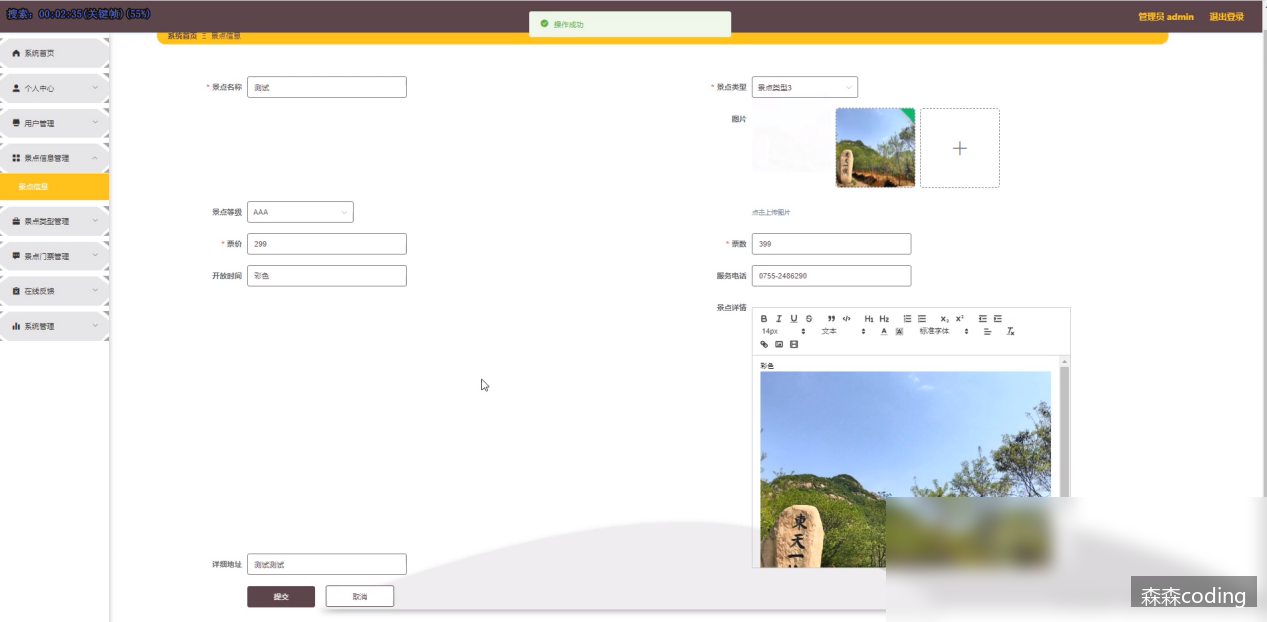 搜索: 00:02:35(关键帧)(55%)
操作成功
管理员 admin
退出登录
系统首页
景点信息
系统首页
个人中心
用户管理
景点信息管理
景点信息
景点类型管理
景点门票管理
在线反馈
系统管理
* 景点名称
测试
* 景点类型
景点类型3
图片
景点等级
AAA
点击上传图片
* 票价
299
* 票数
399
开放时间
彩色
服务电话
0755-2486290
景点详情
14px
文本
标准字体
彩色
東
天
一
详细地址
测试测试
提交
取消
森森coding